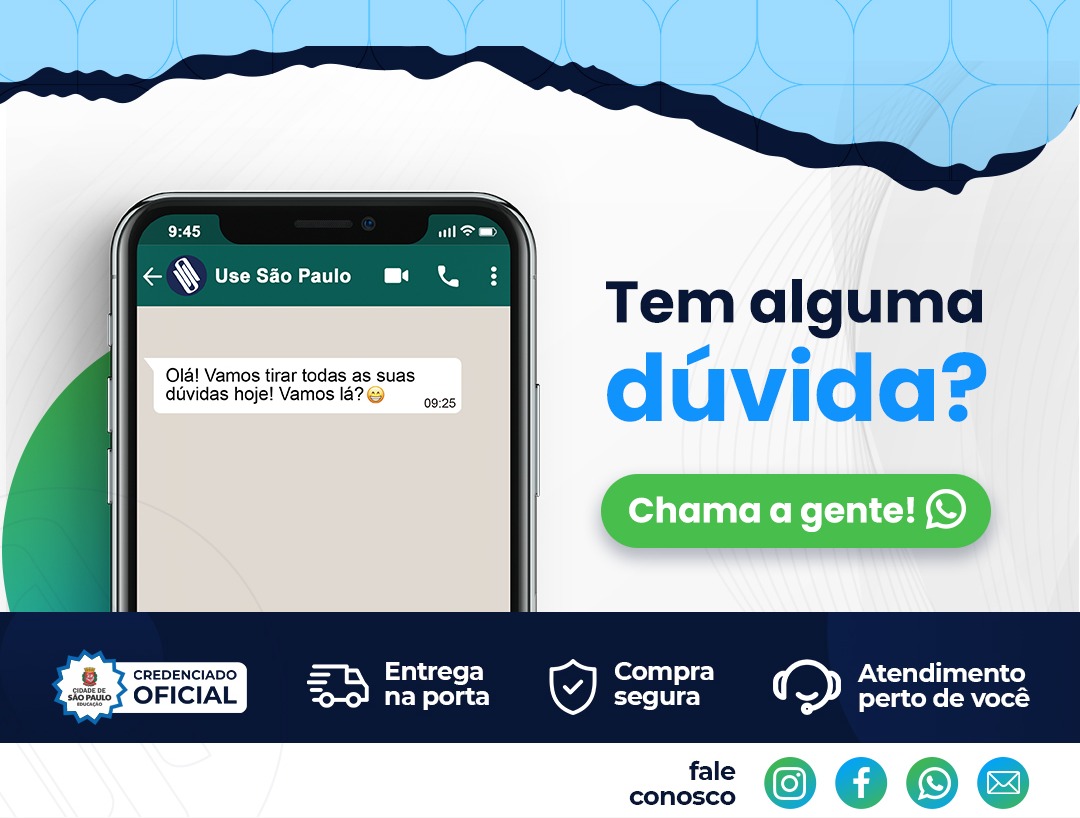 9:45
Use São Paulo
Olá! Vamos tirar todas as suas
dúvidas hoje! Vamos lá?😁
09:25
Tem alguma
dúvida?
Chama a gente!
CIDADE DE
SÃO PAULO
EDUCAÇÃO
CREDENCIADO
OFICIAL
Entrega
na porta
Compra
segura
Atendimento
perto de você
fale
conosco